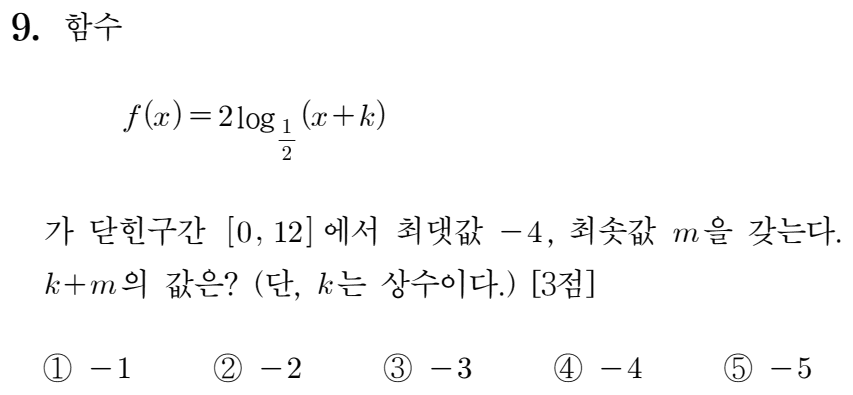 9. 함수
f(x)=2log_{\frac{1}{2}}(x+k)
가 닫힌구간 [0, 12]에서 최댓값 −4, 최솟값 m을 갖는다.
k+m의 값은? (단, k는 상수이다.) [3점]
① −1 ② −2 ③ −3 ④ −4 ⑤ −5